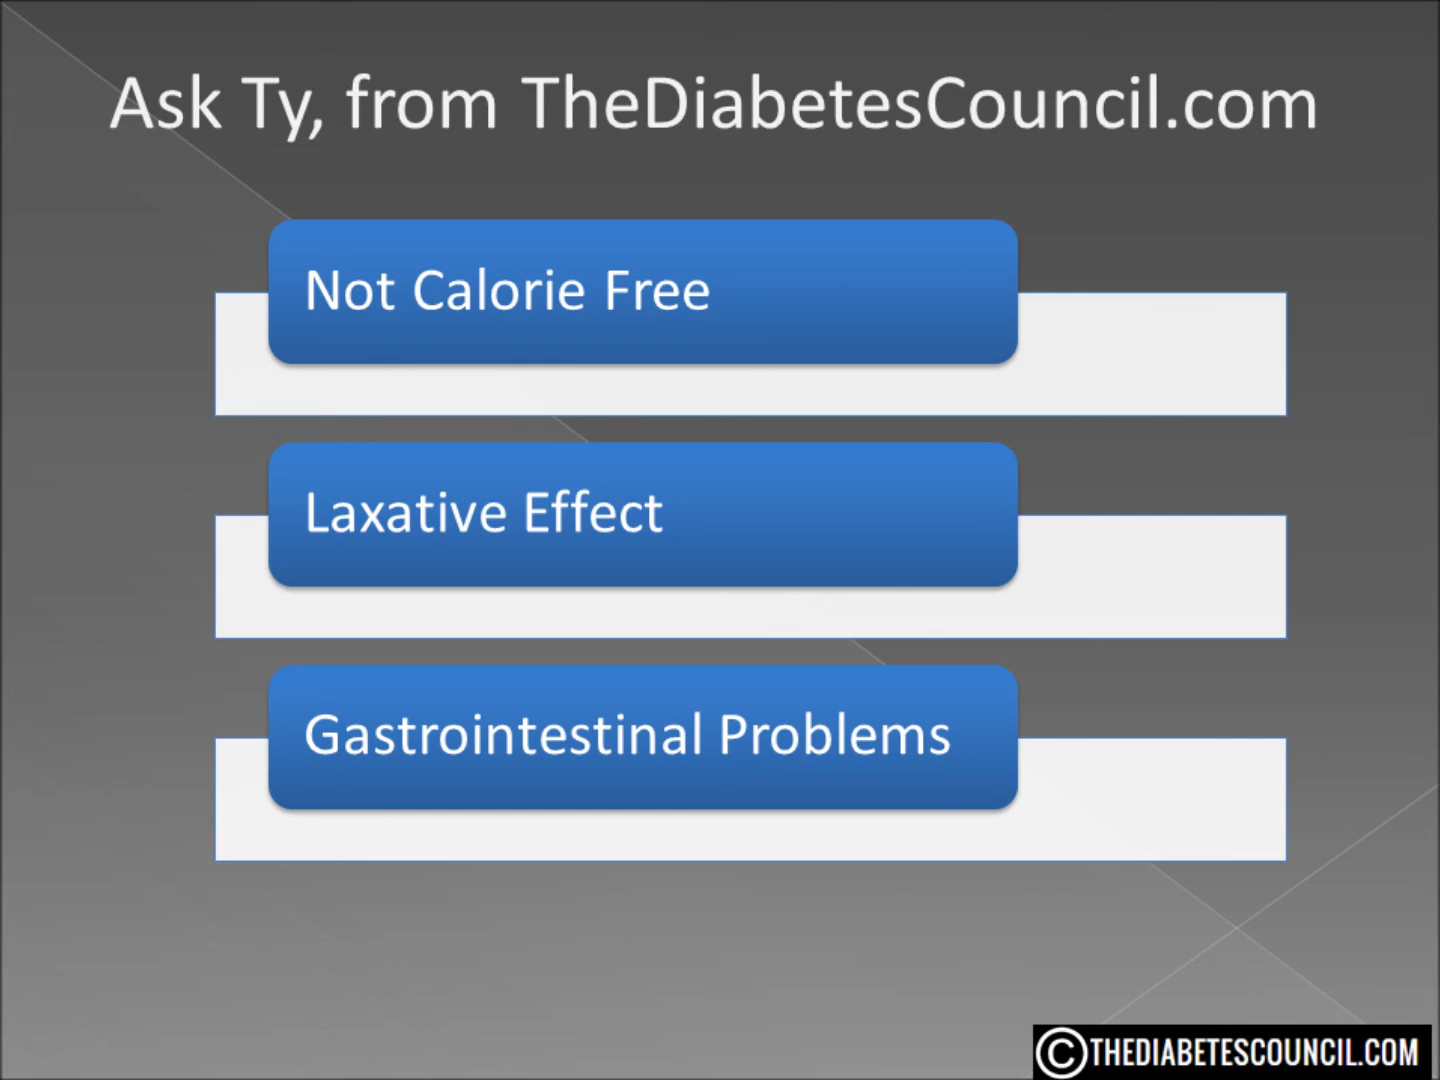 Ask Ty, from TheDiabetesCouncil.com
Not Calorie Free
Laxative Effect
Gastrointestinal Problems
©THEDIABETESCOUNCIL.COM